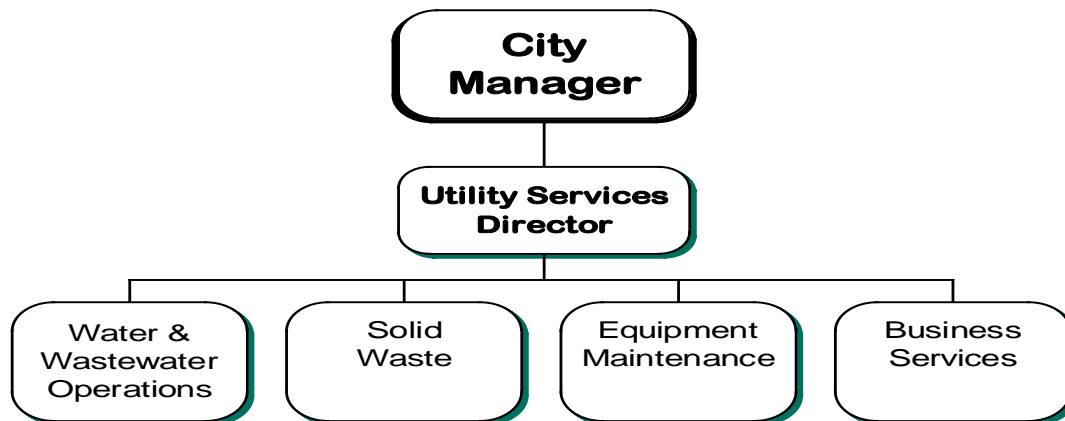 City
Manager
Utility Services
Director
Water &
Wastewater
Operations
Solid
Waste
Equipment
Maintenance
Business
Services